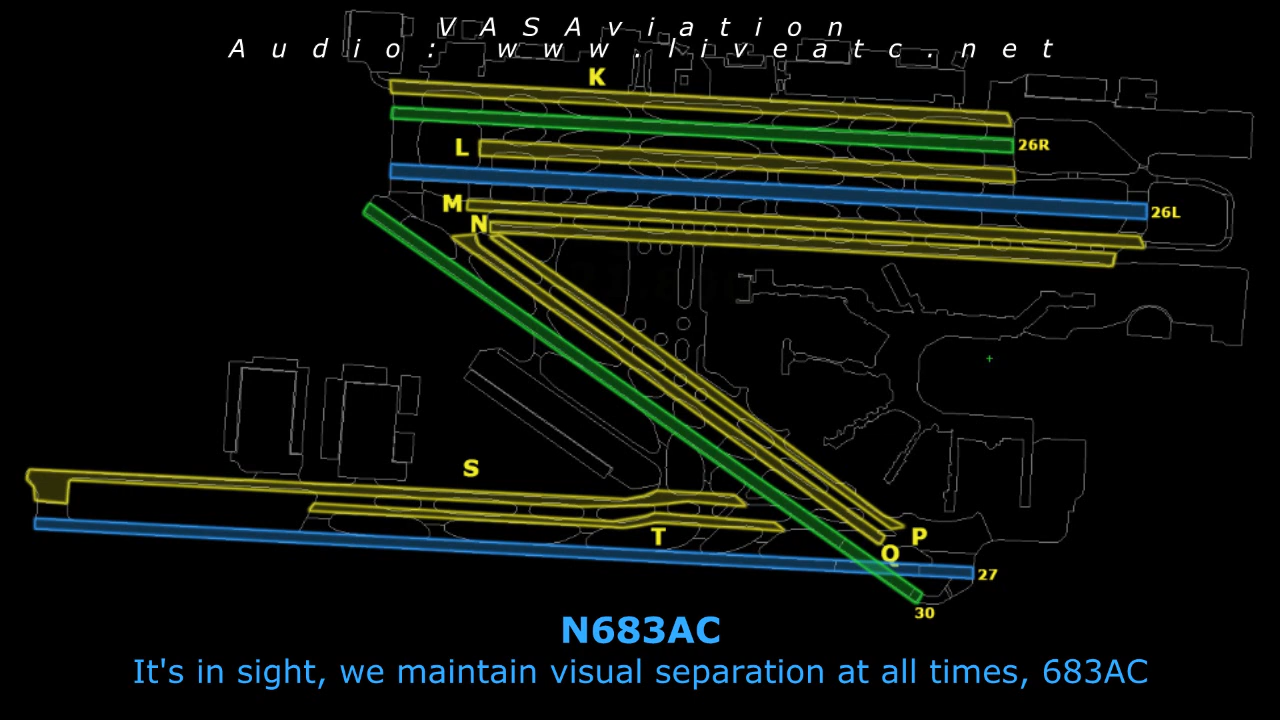 V A S A v i a t i o n
A u d i o : w w w . l i v e a t c . n e t
K
26R
L
26L
M
N
S
T
P
Q
27
30
N683AC
It's in sight, we maintain visual separation at all times, 683AC